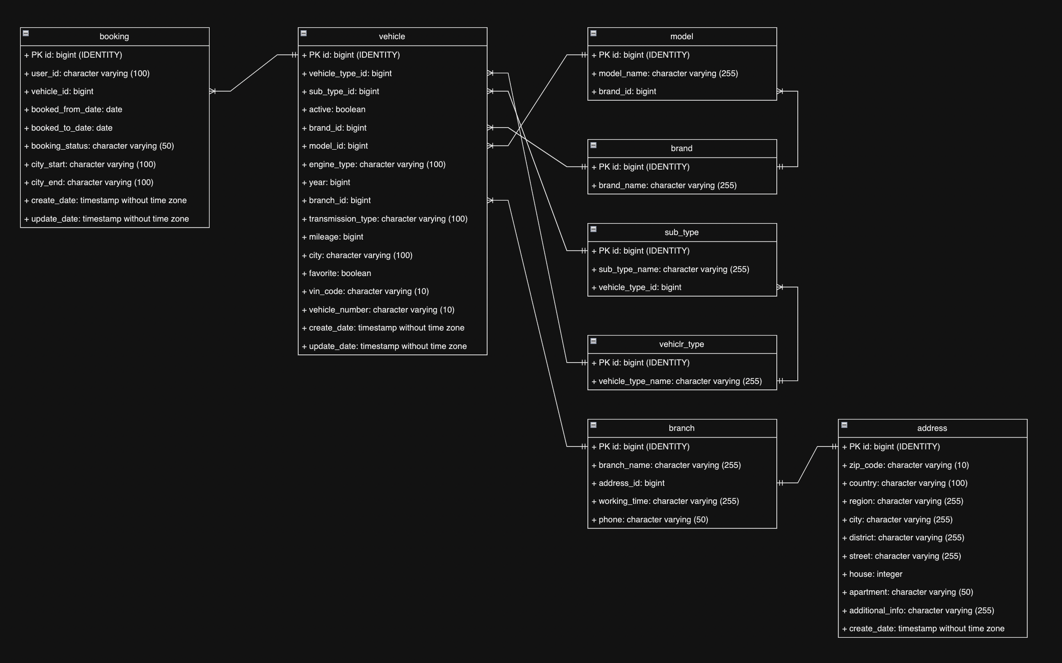 booking
+ PK id: bigint (IDENTITY)
+ user_id: character varying (100)
+ vehicle_id: bigint
+ booked_from_date: date
+ booked_to_date: date
+ booking_status: character varying (50)
+ city_start: character varying (100)
+ city_end: character varying (100)
+ create_date: timestamp without time zone
+ update_date: timestamp without time zone
vehicle
+ PK id: bigint (IDENTITY)
+ vehicle_type_id: bigint
+ sub_type_id: bigint
+ active: boolean
+ brand_id: bigint
+ model_id: bigint
+ engine_type: character varying (100)
+ year: bigint
+ branch_id: bigint
+ transmission_type: character varying (100)
+ mileage: bigint
+ city: character varying (100)
+ favorite: boolean
+ vin_code: character varying (10)
+ vehicle_number: character varying (10)
+ create_date: timestamp without time zone
+ update_date: timestamp without time zone
model
+ PK id: bigint (IDENTITY)
+ model_name: character varying (255)
+ brand_id: bigint
brand
+ PK id: bigint (IDENTITY)
+ brand_name: character varying (255)
sub_type
+ PK id: bigint (IDENTITY)
+ sub_type_name: character varying (255)
+ vehicle_type_id: bigint
vehiclr_type
+ PK id: bigint (IDENTITY)
+ vehicle_type_name: character varying (255)
branch
+ PK id: bigint (IDENTITY)
+ branch_name: character varying (255)
+ address_id: bigint
+ working_time: character varying (255)
+ phone: character varying (50)
address
+ PK id: bigint (IDENTITY)
+ zip_code: character varying (10)
+ country: character varying (100)
+ region: character varying (255)
+ city: character varying (255)
+ district: character varying (255)
+ street: character varying (255)
+ house: integer
+ apartment: character varying (50)
+ additional_info: character varying (255)
+ create_date: timestamp without time zone